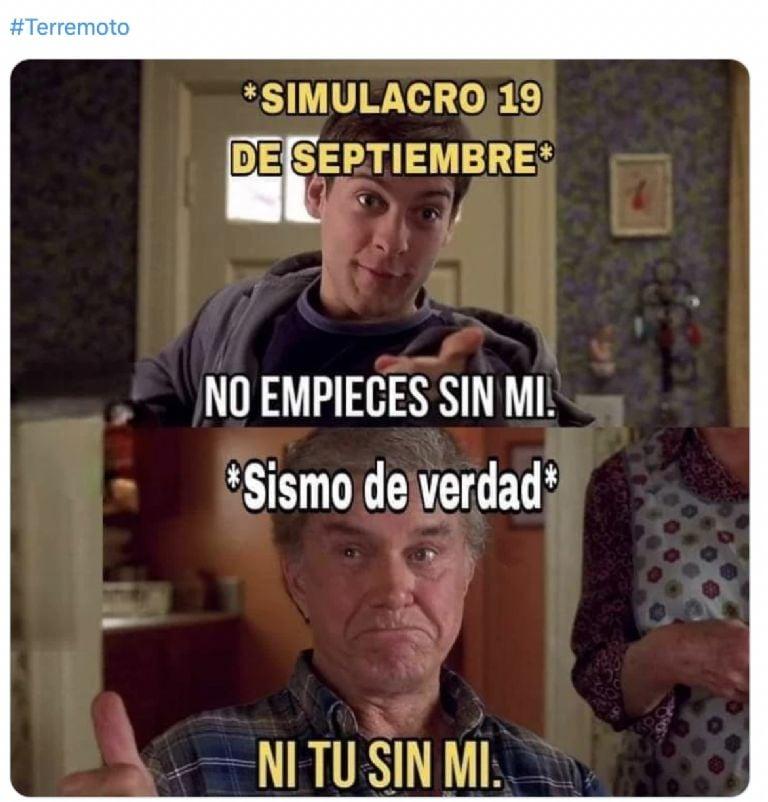 #Terremoto
*SIMULACRO 19
DE SEPTIEMBRE*
NO EMPIECES SIN MI.
*Sismo de verdad*
NI TU SIN MI.